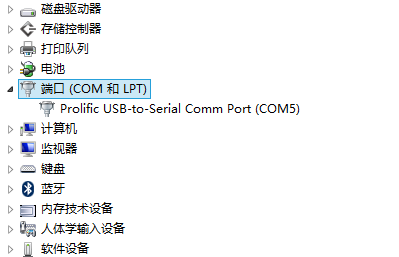 磁盘驱动器
存储控制器
打印队列
电池
端口 (COM 和 LPT)
Prolific USB-to-Serial Comm Port (COM5)
计算机
监视器
键盘
蓝牙
内存技术设备
人体学输入设备
软件设备